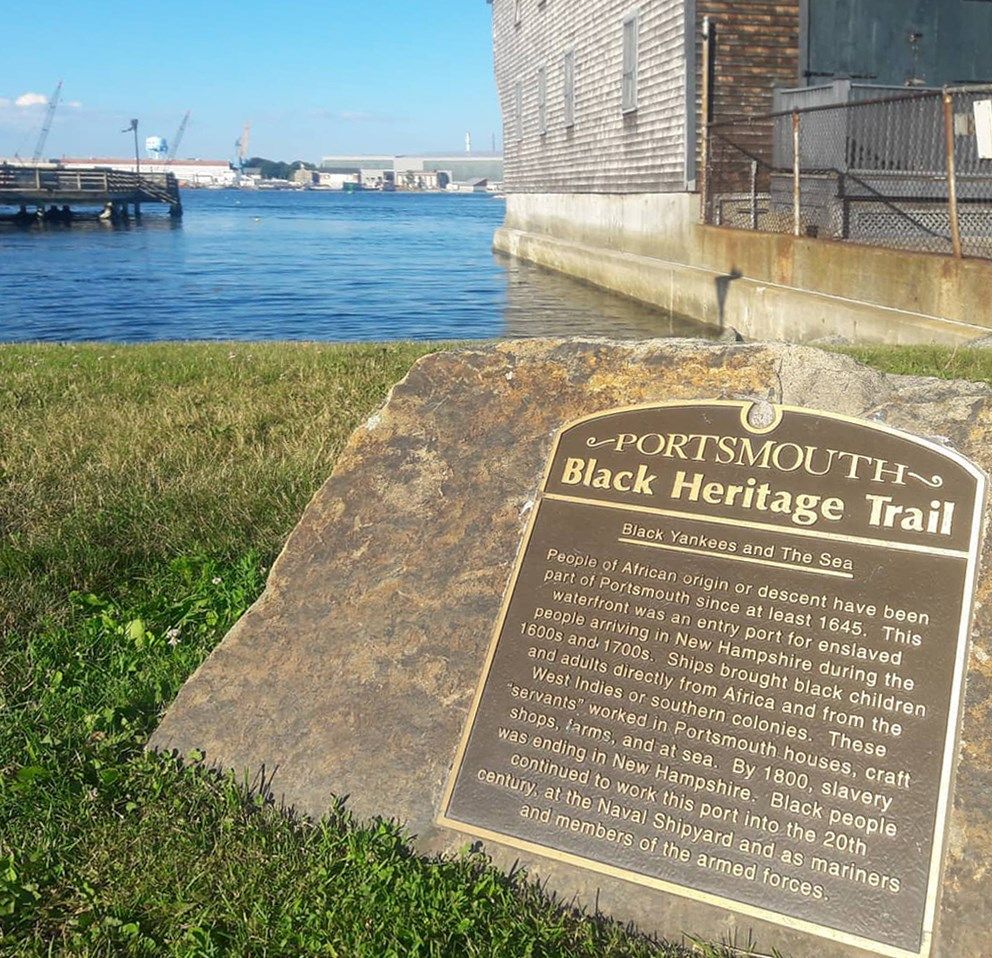 PORTSMOUTH
Black Heritage Trail
Black Yankees and The Sea
People of African origin or descent have been
part of Portsmouth since at least 1645. This
waterfront was an entry port for enslaved
people arriving in New Hampshire during the
1600s and 1700s. Ships brought black children
and adults directly from Africa and from the
West Indies or southern colonies. These
"servants" worked in Portsmouth houses, craft
shops, farms, and at sea. By 1800, slavery
was ending in New Hampshire. Black people
continued to work this port into the 20th
century, at the Naval Shipyard and as mariners
and members of the armed forces.